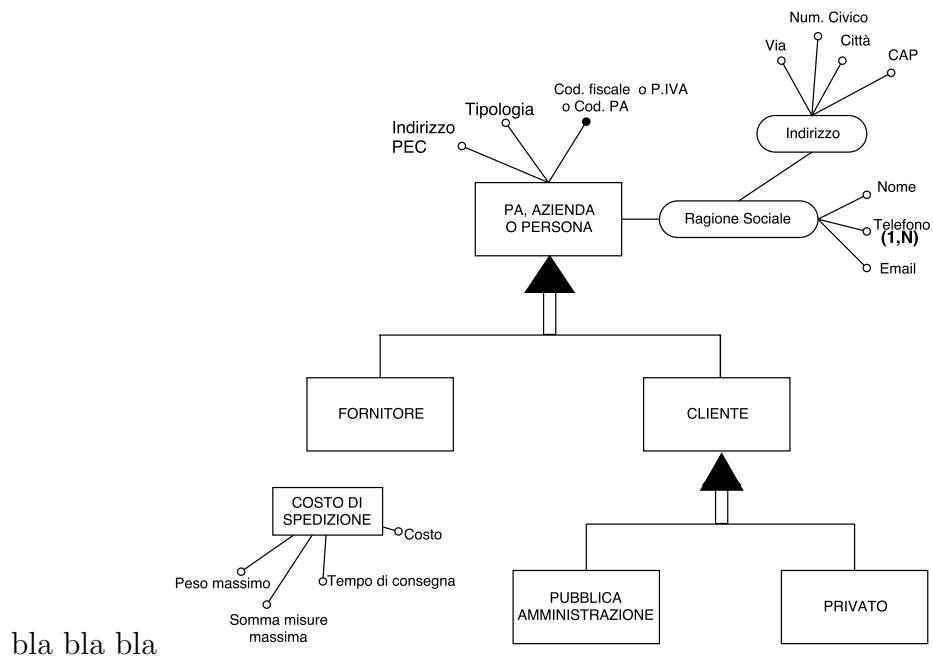 Num. Civico
Via
Città
CAP
Cod. fiscale o P.IVA
o Cod. PA
Tipologia
Indirizzo
PEC
Indirizzo
PA, AZIENDA
O PERSONA
Ragione Sociale
Nome
Telefono
(1,N)
Email
FORNITORE
CLIENTE
COSTO DI
SPEDIZIONE
Costo
Peso massimo
Tempo di consegna
Somma misure
massima
PUBBLICA
AMMINISTRAZIONE
PRIVATO
bla bla bla